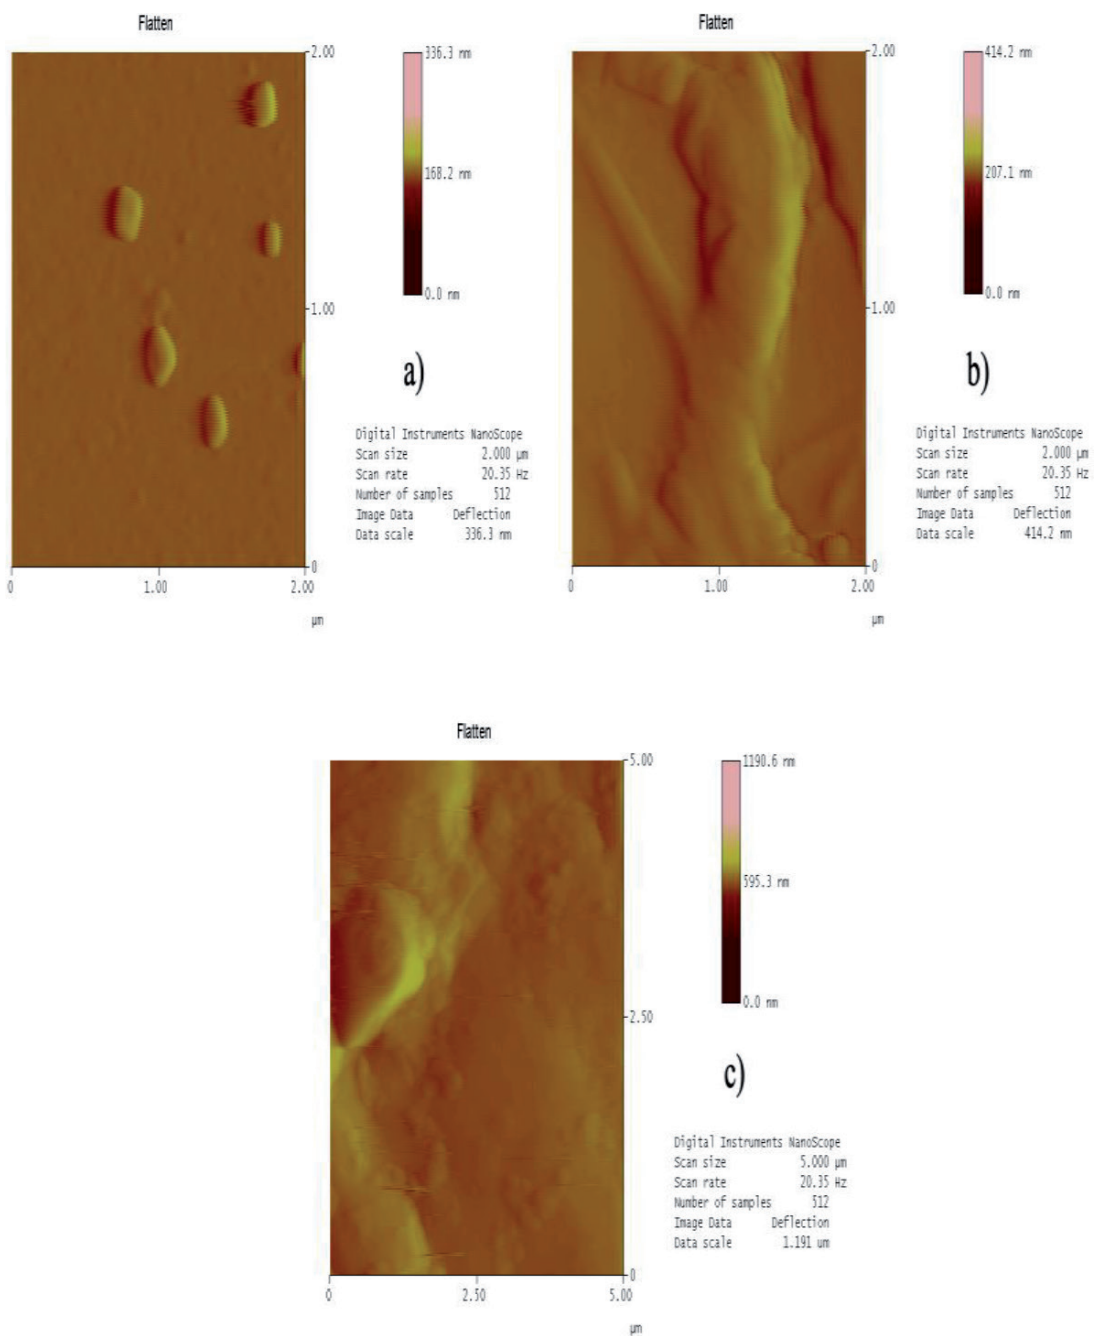 Flatten
336.3 nm
168.2 nm
0.0 nm
2.00
1.00
0
0 1.00 2.00
µm
a)
Digital Instruments NanoScope
Scan size 2.000 µm
Scan rate 20.35 Hz
Number of samples 512
Image Data Deflection
Data scale 336.3 nm
Flatten
414.2 nm
207.1 nm
0.0 nm
2.00
1.00
0
0 1.00 2.00
µm
b)
Digital Instruments NanoScope
Scan size 2.000 µm
Scan rate 20.35 Hz
Number of samples 512
Image Data Deflection
Data scale 414.2 nm
Flatten
1190.6 nm
595.3 nm
0.0 nm
5.00
2.50
0
0 2.50 5.00
µm
c)
Digital Instruments NanoScope
Scan size 5.000 µm
Scan rate 20.35 Hz
Number of samples 512
Image Data Deflection
Data scale 1.191 um